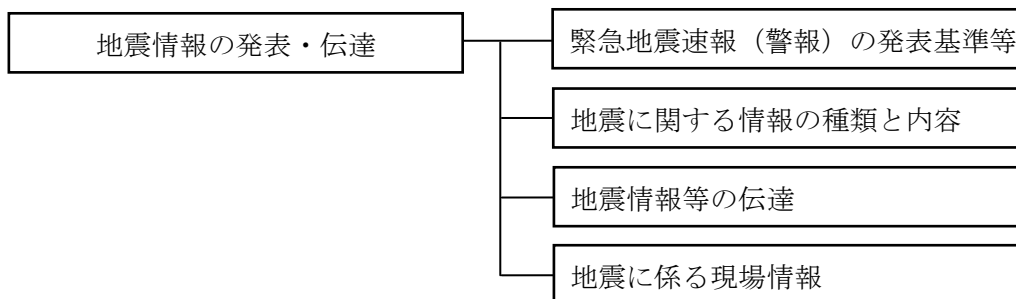 地震情報の発表・伝達
緊急地震速報（警報）の発表基準等
地震に関する情報の種類と内容
地震情報等の伝達
地震に係る現場情報